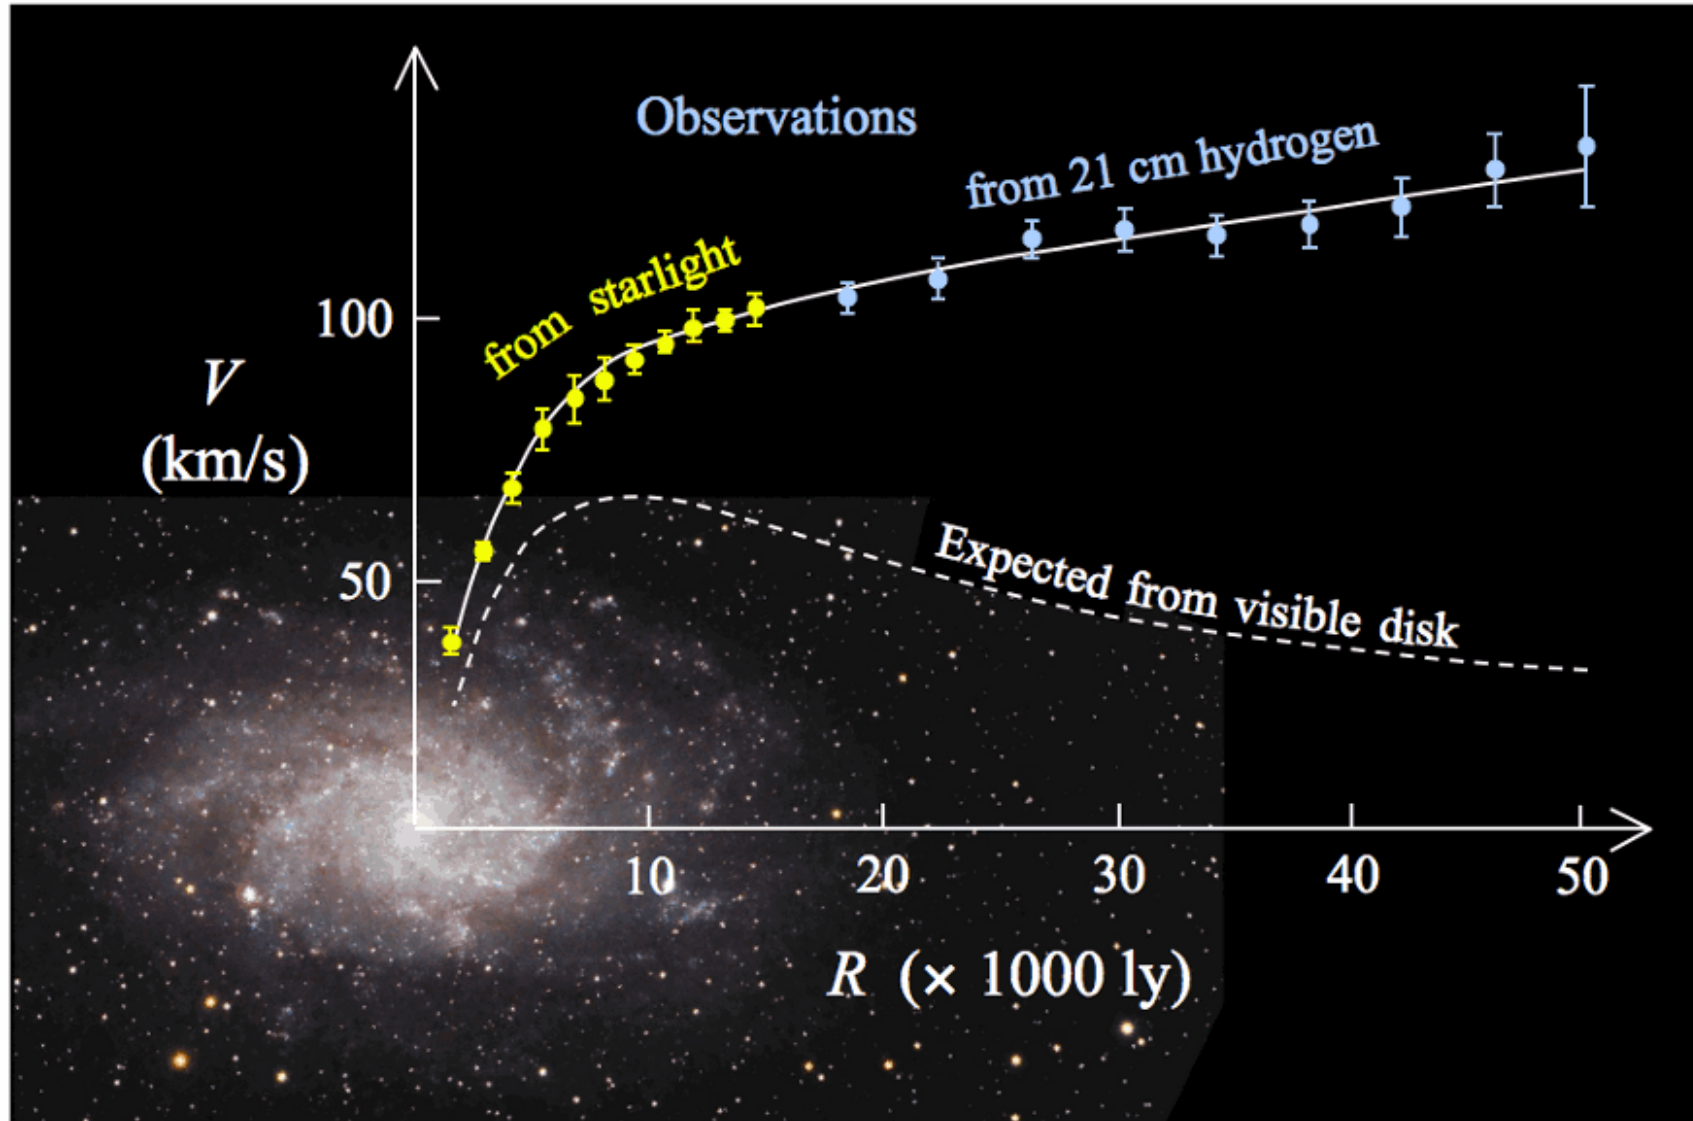 Observations
from 21 cm hydrogen
from starlight
100
V
(km/s)
50
Expected from visible disk
10
20
30
40
50
R (× 1000 ly)